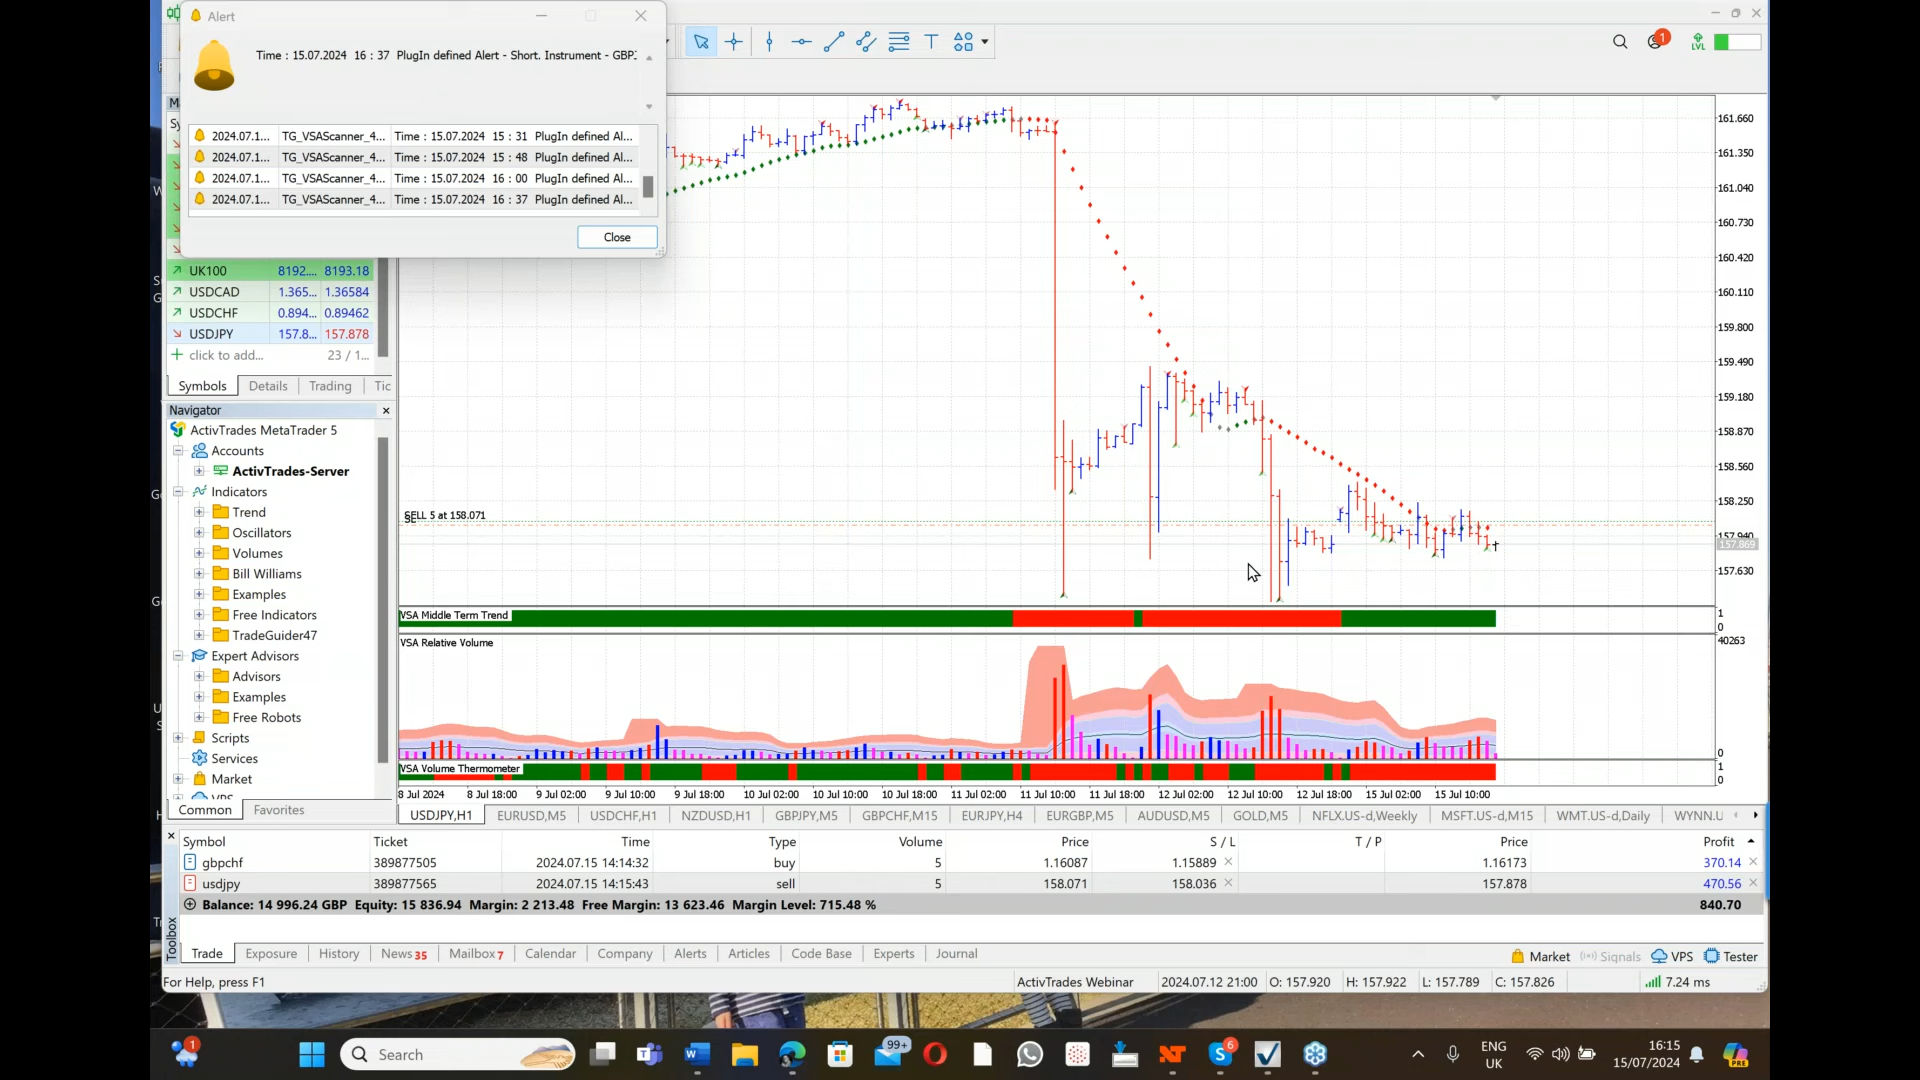 Alert
Time : 15.07.2024 16 : 37 PlugIn defined Alert - Short. Instrument - GBP
2024.07.1... TG_VSAScanner_4... Time : 15.07.2024 15 : 31 PlugIn defined Al...
2024.07.1... TG_VSAScanner_4... Time : 15.07.2024 15 : 48 PlugIn defined Al...
2024.07.1... TG_VSAScanner_4... Time : 15.07.2024 16 : 00 PlugIn defined Al...
2024.07.1... TG_VSAScanner_4... Time : 15.07.2024 16 : 37 PlugIn defined Al...
Close
1
LVL
UK100 8192.... 8193.18
USDCAD 1.365... 1.36584
USDCHF 0.894... 0.89462
USDJPY 157.8... 157.878
click to add... 23 / 1...
Symbols Details Trading Tic
Navigator
ActivTrades MetaTrader 5
Accounts
ActivTrades-Server
Indicators
Trend
Oscillators
Volumes
Bill Williams
Examples
Free Indicators
TradeGuider47
Expert Advisors
Advisors
Examples
Free Robots
Scripts
Services
Market
VPS
Common Favorites
161.660
161.350
161.040
160.730
160.420
160.110
159.800
159.490
159.180
158.870
158.560
158.250
157.940
157.869
157.630
SELL 5 at 158.071
VSA Middle Term Trend
1
0
VSA Relative Volume
40263
0
VSA Volume Thermometer
1
0
8 Jul 2024 8 Jul 18:00 9 Jul 02:00 9 Jul 10:00 9 Jul 18:00 10 Jul 02:00 10 Jul 10:00 10 Jul 18:00 11 Jul 02:00 11 Jul 10:00 11 Jul 18:00 12 Jul 02:00 12 Jul 10:00 12 Jul 18:00 15 Jul 02:00 15 Jul 10:00
USDJPY,H1 EURUSD,M5 USDCHF,H1 NZDUSD,H1 GBPJPY,M5 GBPCHF,M15 EURJPY,H4 EURGBP,M5 AUDUSD,M5 GOLD,M5 NFLX.US-d,Weekly MSFT.US-d,M15 WMT.US-d,Daily WYNN.U
Symbol Ticket Time Type Volume Price S / L T / P Price Profit
gbpchf 389877505 2024.07.15 14:14:32 buy 5 1.16087 1.15889 1.16173 370.14
usdjpy 389877565 2024.07.15 14:15:43 sell 5 158.071 158.036 157.878 470.56
Balance: 14 996.24 GBP Equity: 15 836.94 Margin: 2 213.48 Free Margin: 13 623.46 Margin Level: 715.48 % 840.70
Toolbox
Trade Exposure History News 35 Mailbox 7 Calendar Company Alerts Articles Code Base Experts Journal
Market Signals VPS Tester
For Help, press F1 ActivTrades Webinar 2024.07.12 21:00 O: 157.920 H: 157.922 L: 157.789 C: 157.826 7.24 ms
1
Search
99+
6
ENG
UK
16:15
15/07/2024
PRE